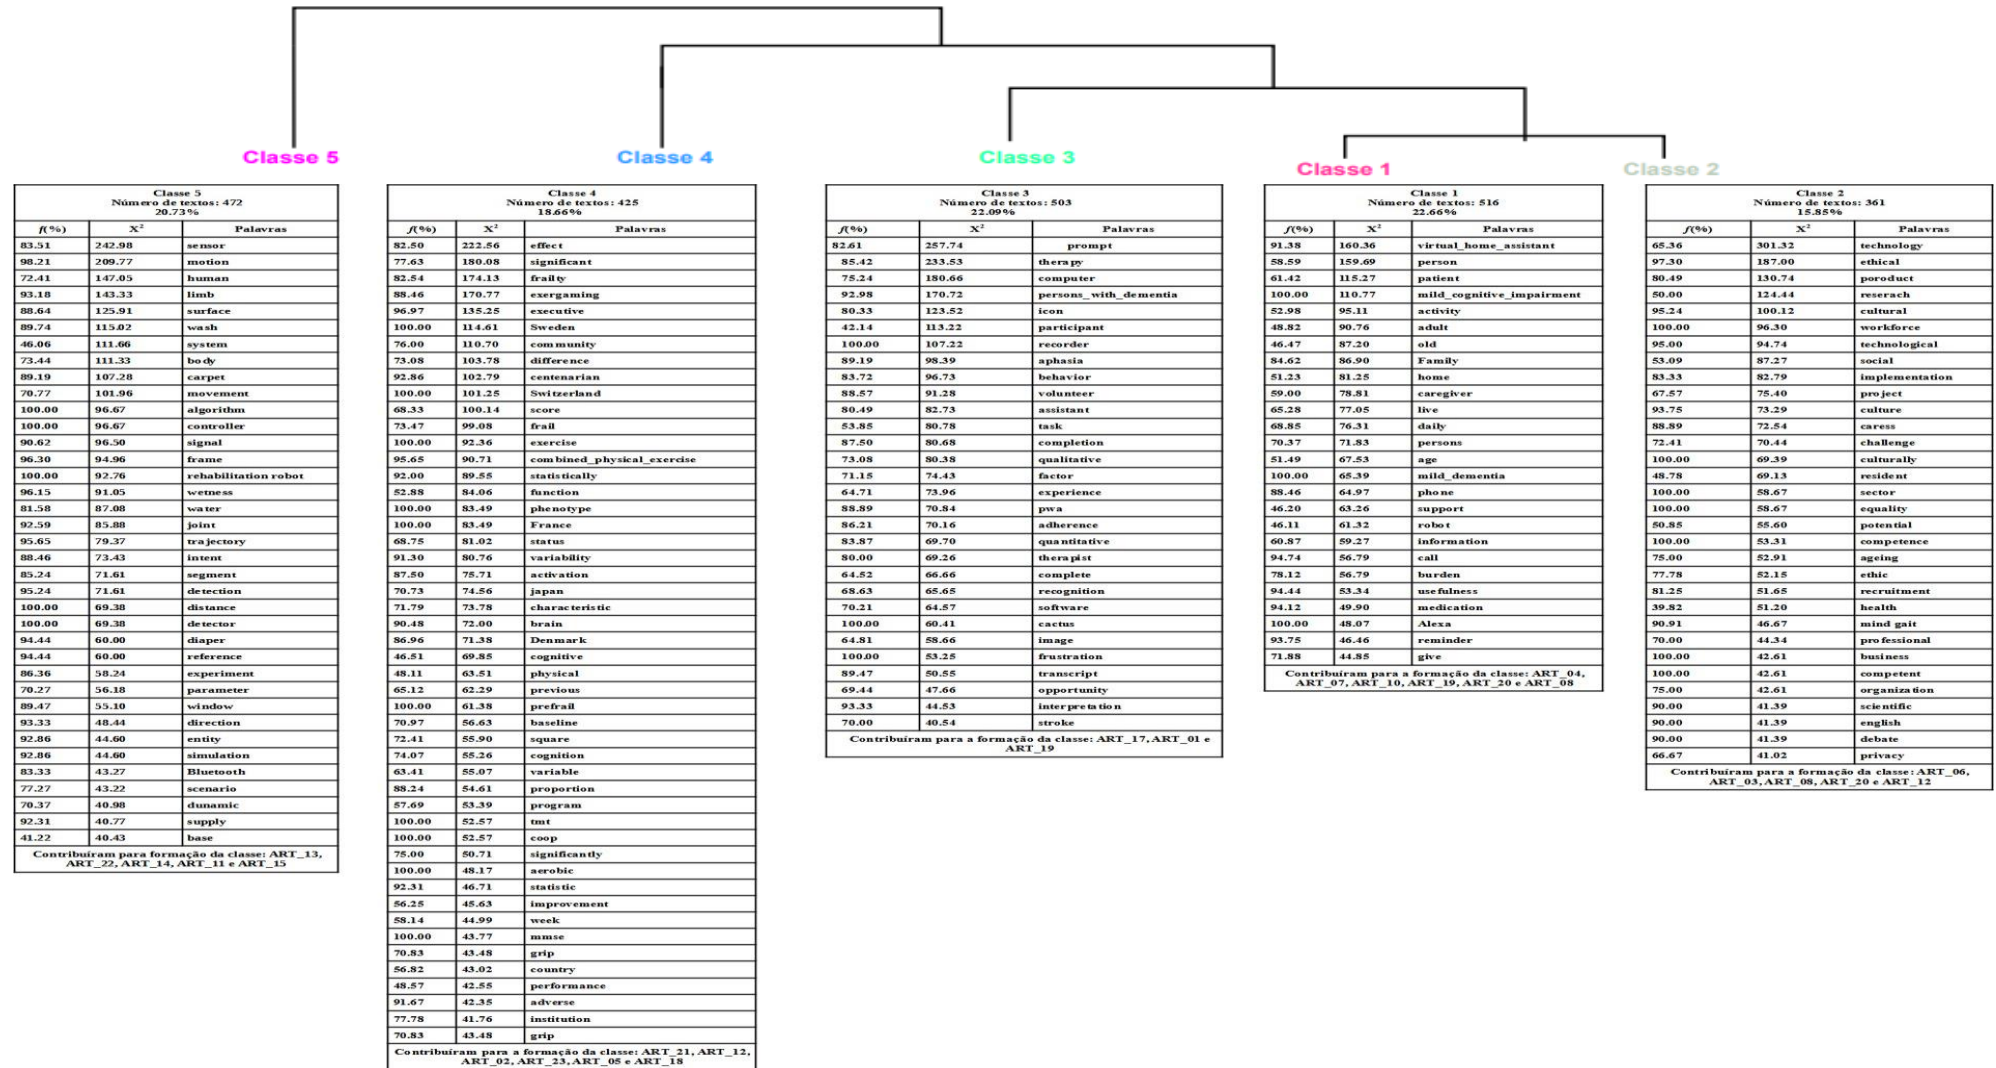 Classe 5
Classe 4
Classe 3
Classe 1
Classe 2
Classe 5
Número de textos: 472
20.73%
f(%) X² Palavras
83.51 242.98 sensor
98.21 209.77 motion
72.41 147.05 human
93.18 143.33 limb
88.64 125.91 surface
89.74 115.02 wash
46.06 111.66 system
73.44 111.33 body
89.19 107.28 carpet
70.77 101.96 movement
100.00 96.67 algorithm
100.00 96.67 controller
90.62 96.50 signal
96.30 94.96 frame
100.00 92.76 rehabilitation robot
96.15 91.05 wetness
81.58 87.08 water
92.59 85.88 joint
95.65 79.37 trajectory
88.46 73.43 intent
85.24 71.61 segment
95.24 71.61 detection
100.00 69.38 distance
100.00 69.38 detector
94.44 60.00 diaper
94.44 60.00 reference
86.36 58.24 experiment
70.27 56.18 parameter
89.47 55.10 window
93.33 48.44 direction
92.86 44.60 entity
92.86 44.60 simulation
83.33 43.27 Bluetooth
77.27 43.22 scenario
70.37 40.98 dunamic
92.31 40.77 supply
41.22 40.43 base
Contribuíram para formação da classe: ART_13,
ART_22, ART_14, ART_11 e ART_15
Classe 4
Número de textos: 425
18.66%
f(%) X² Palavras
82.50 222.56 effect
77.63 180.08 significant
82.54 174.13 frailty
88.46 170.77 exergaming
96.97 135.25 executive
100.00 114.61 Sweden
76.00 110.70 community
73.08 103.78 difference
92.86 102.79 centenarian
100.00 101.25 Switzerland
68.33 100.14 score
73.47 99.08 frail
100.00 92.36 exercise
95.65 90.71 combined_physical_exercise
92.00 89.55 statistically
52.88 84.06 function
100.00 83.49 phenotype
100.00 83.49 France
68.75 81.02 status
91.30 80.76 variability
87.50 75.71 activation
70.73 74.56 japan
71.79 73.78 characteristic
90.48 72.00 brain
86.96 71.38 Denmark
46.51 69.85 cognitive
48.11 63.51 physical
65.12 62.29 previous
100.00 61.38 prefrail
70.97 56.63 baseline
72.41 55.90 square
74.07 55.26 cognition
63.41 55.07 variable
88.24 54.61 proportion
57.69 53.39 program
100.00 52.57 tmt
100.00 52.57 coop
75.00 50.71 significantly
100.00 48.17 aerobic
92.31 46.71 statistic
56.25 45.63 improvement
58.14 44.99 week
100.00 43.77 mmse
70.83 43.48 grip
56.82 43.02 country
48.57 42.55 performance
91.67 42.35 adverse
77.78 41.76 institution
70.83 43.48 grip
Contribuíram para a formação da classe: ART_21, ART_12,
ART_02, ART_23, ART_05 e ART_18
Classe 3
Número de textos: 503
22.09%
f(%) X² Palavras
82.61 257.74 prompt
85.42 233.53 therapy
75.24 180.66 computer
92.98 170.72 persons_with_dementia
80.33 123.52 icon
42.14 113.22 participant
100.00 107.22 recorder
89.19 98.39 aphasia
83.72 96.73 behavior
88.57 91.28 volunteer
80.49 82.73 assistant
53.85 80.78 task
87.50 80.68 completion
73.08 80.38 qualitative
71.15 74.43 factor
64.71 73.96 experience
88.89 70.84 pwa
86.21 70.16 adherence
83.87 69.70 quantitative
80.00 69.26 therapist
64.52 66.66 complete
68.63 65.65 recognition
70.21 64.57 software
100.00 60.41 cactus
64.81 58.66 image
100.00 53.25 frustration
89.47 50.55 transcript
69.44 47.66 opportunity
93.33 44.53 interpretation
70.00 40.54 stroke
Contribuíram para a formação da classe: ART_17, ART_01 e
ART_19
Classe 1
Número de textos: 516
22.66%
f(%) X² Palavras
91.38 160.36 virtual_home_assistant
58.59 159.69 person
61.42 115.27 patient
100.00 110.77 mild_cognitive_impairment
52.98 95.11 activity
48.82 90.76 adult
46.47 87.20 old
84.62 86.90 Family
51.23 81.25 home
59.00 78.81 caregiver
65.28 77.05 live
68.85 76.31 daily
70.37 71.83 persons
51.49 67.53 age
100.00 65.39 mild_dementia
88.46 64.97 phone
46.20 63.26 support
46.11 61.32 robot
60.87 59.27 information
94.74 56.79 call
78.12 56.79 burden
94.44 53.34 usefulness
94.12 49.90 medication
100.00 48.07 Alexa
93.75 46.46 reminder
71.88 44.85 give
Contribuíram para a formação da classe: ART_04,
ART_07, ART_10, ART_19, ART_20 e ART_08
Classe 2
Número de textos: 361
15.85%
f(%) X² Palavras
65.36 301.32 technology
97.30 187.00 ethical
80.49 130.74 poroduct
50.00 124.44 reserach
95.24 100.12 cultural
100.00 96.30 workforce
95.00 94.74 technological
53.09 87.27 social
83.33 82.79 implementation
67.57 75.40 project
93.75 73.29 culture
88.89 72.54 caress
72.41 70.44 challenge
100.00 69.39 culturally
48.78 69.13 resident
100.00 58.67 sector
100.00 58.67 equality
50.85 55.60 potential
100.00 53.31 competence
75.00 52.91 ageing
77.78 52.15 ethic
81.25 51.65 recruitment
39.82 51.20 health
90.91 46.67 mind gait
70.00 44.34 professional
100.00 42.61 business
100.00 42.61 competent
75.00 42.61 organization
90.00 41.39 scientific
90.00 41.39 english
90.00 41.39 debate
66.67 41.02 privacy
Contribuíram para a formação da classe: ART_06,
ART_03, ART_08, ART_20 e ART_12